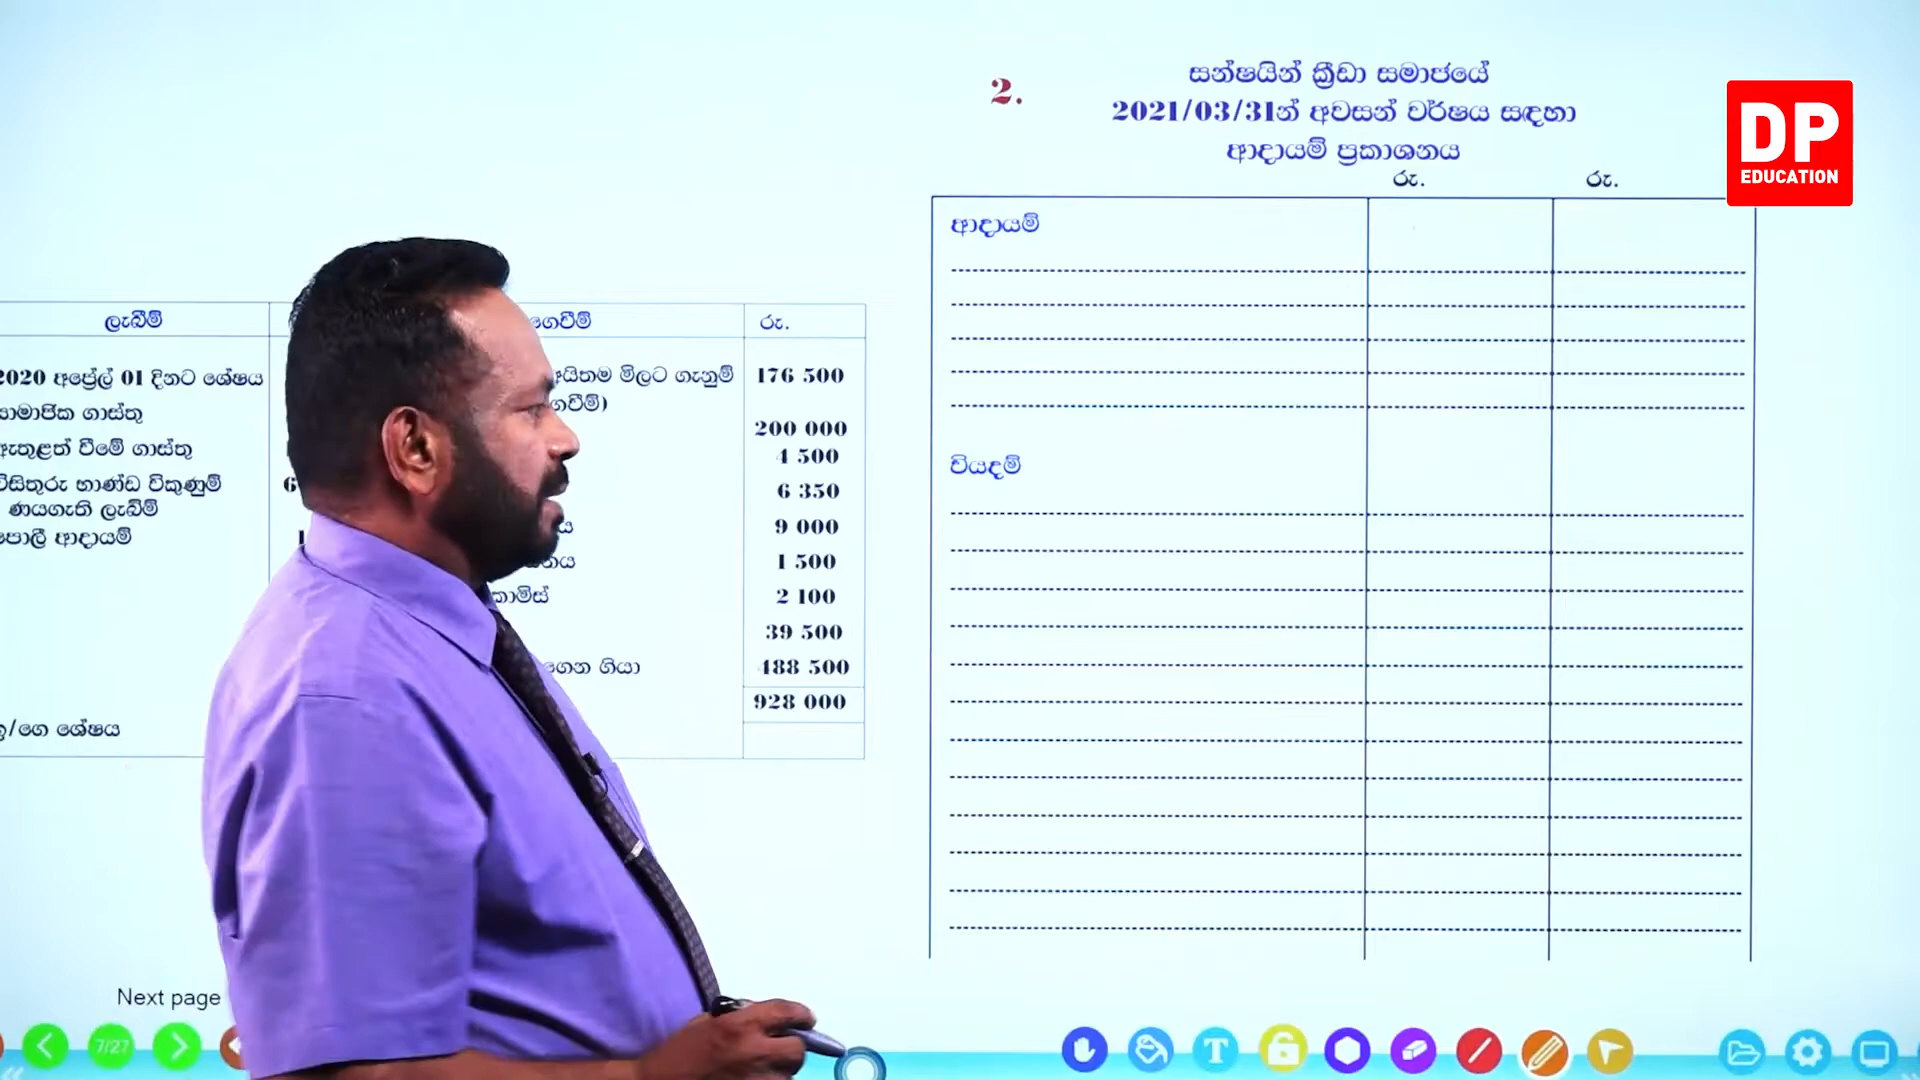 2.
සන්ෂයින් ක්‍රීඩා සමාජයේ
2021/03/31න් අවසන් වර්ෂය සඳහා
ආදායම් ප්‍රකාශනය
රු. රු.
DP
EDUCATION
ආදායම්
වියදම්
ලැබීම්
රු.
2020 අප්‍රේල් 01 දිනට ශේෂය
මිලට ගැනුම් 176 500
200 000
ඇතුළත් වීමේ ගාස්තු
4 500
භාණ්ඩ විකුණුම්
6 350
ණයගැති ලැබීම්
ආදායම්
9 000
1 500
2 100
39 500
ගෙන ගියා 488 500
928 000
ශේෂය
Next page
7/27